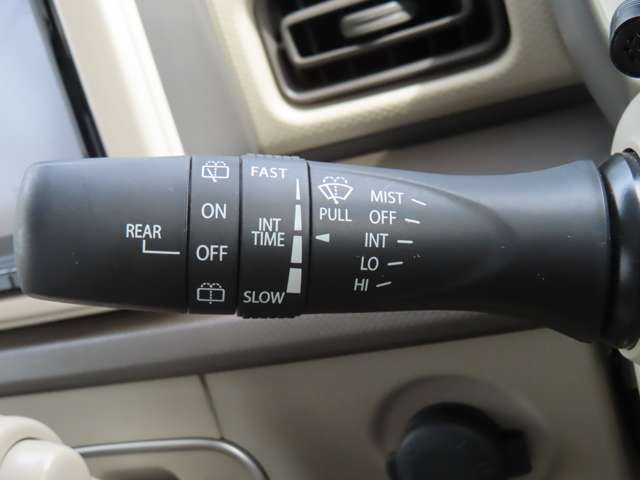 REAR
ON
OFF
FAST
INT
TIME
SLOW
PULL
MIST
OFF
INT
LO
HI